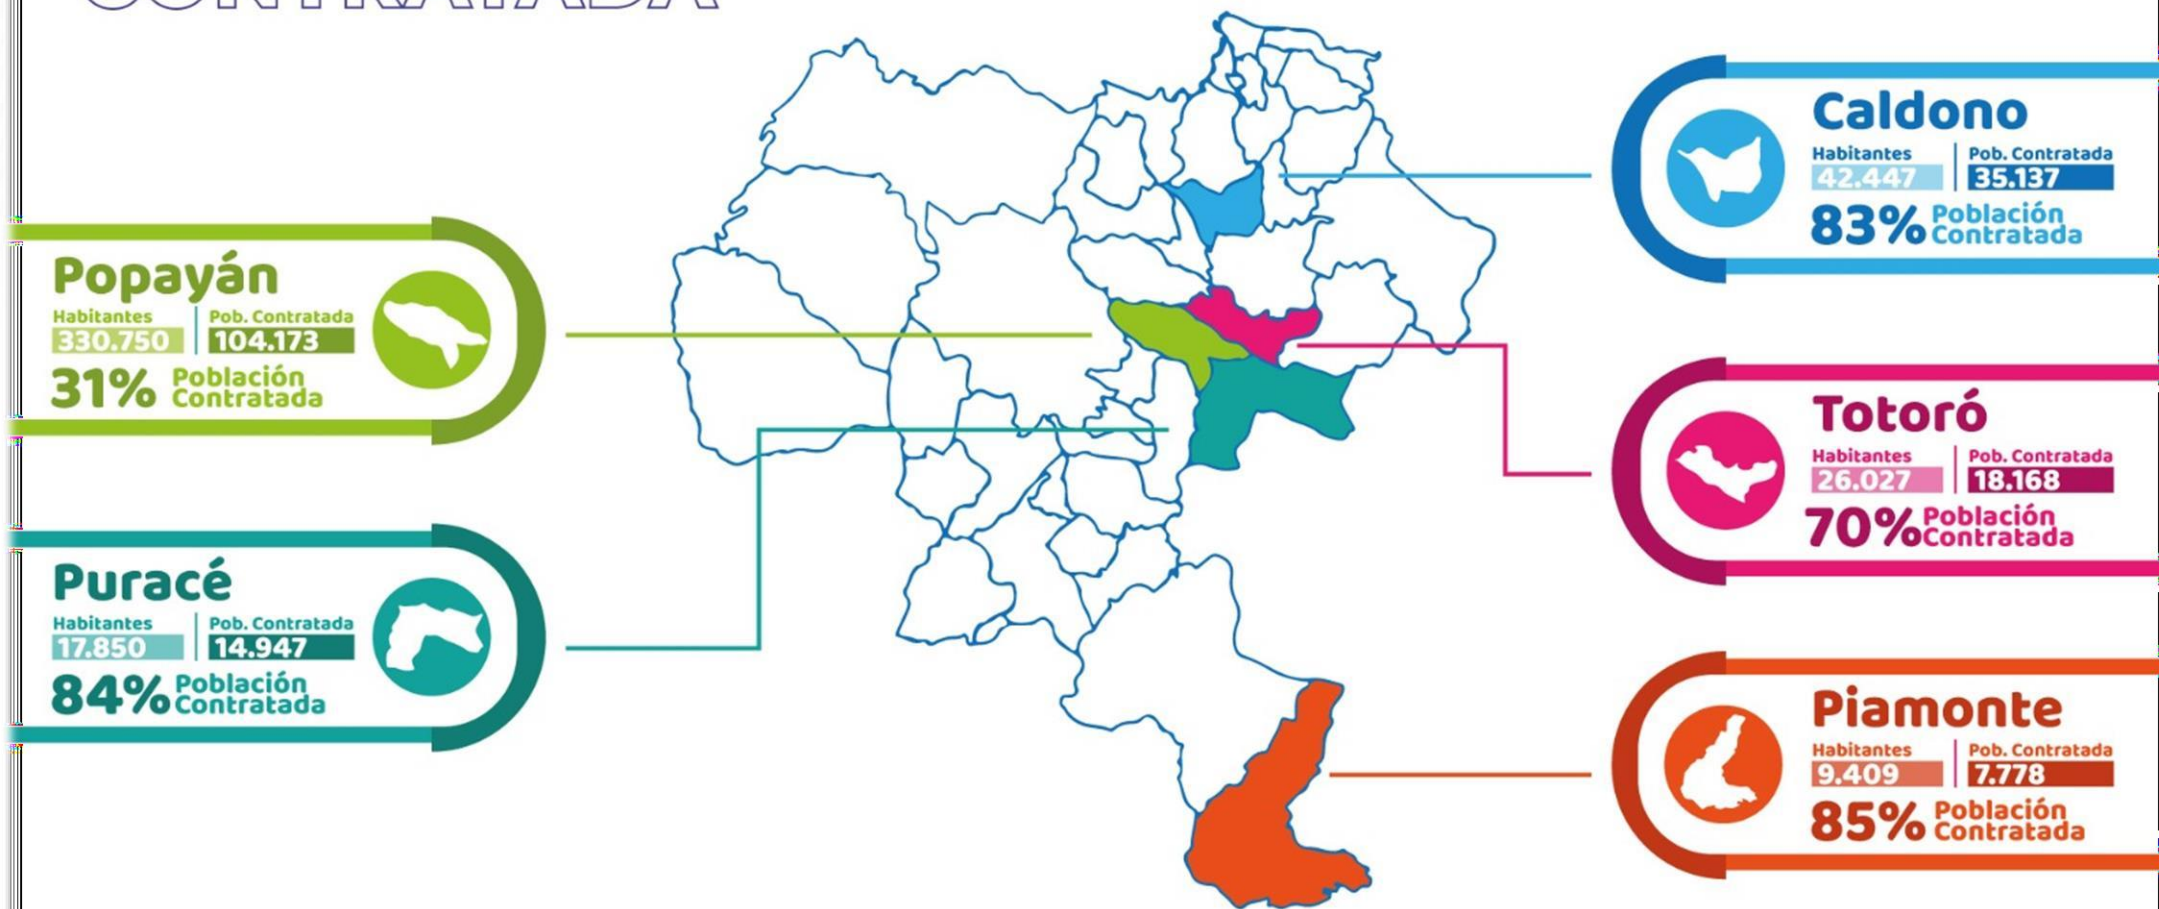 CONTRATADA
Popayán
Habitantes
Pob. Contratada
330.750
104.173
31% Población
Contratada
Puracé
Habitantes
Pob. Contratada
17.850
14.947
84% Población
Contratada
Caldono
Habitantes
Pob. Contratada
42.447
35.137
83% Población
Contratada
Totoró
Habitantes
Pob. Contratada
26.027
18.168
70% Población
Contratada
Piamonte
Habitantes
Pob. Contratada
9.409
7.778
85% Población
Contratada